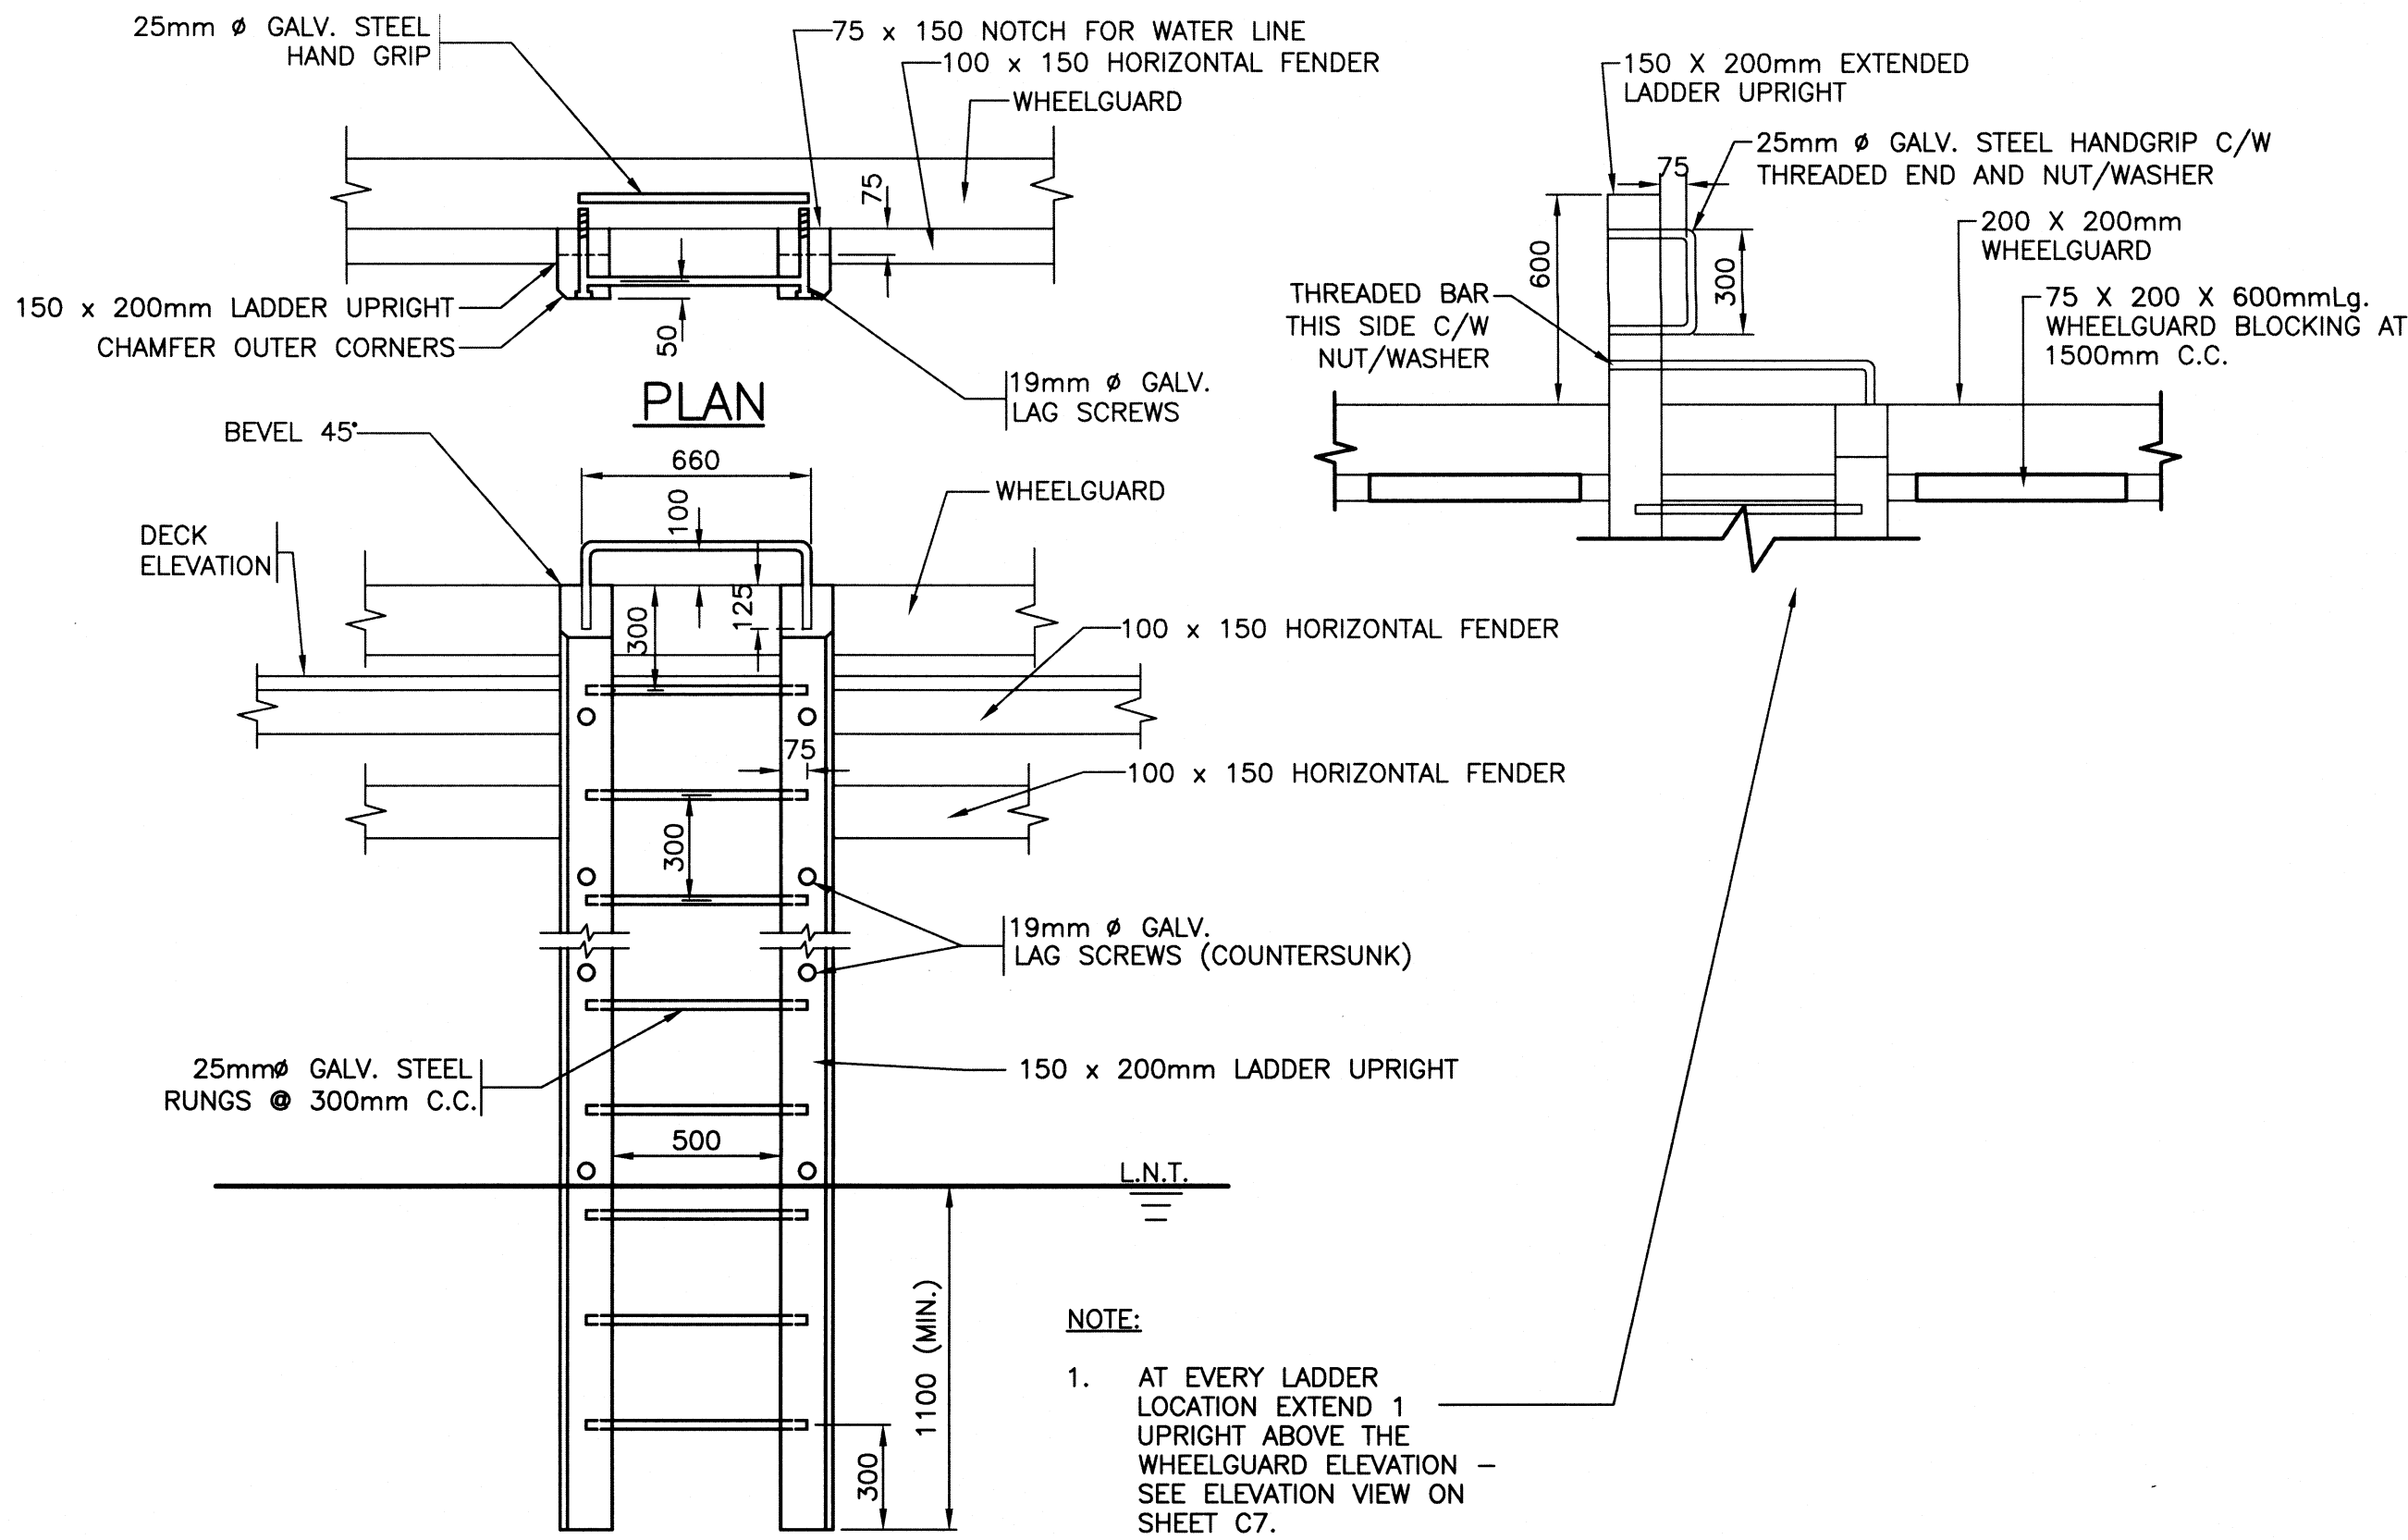 25mm ø GALV. STEEL
HAND GRIP
75 x 150 NOTCH FOR WATER LINE
100 x 150 HORIZONTAL FENDER
WHEELGUARD
75
150 x 200mm LADDER UPRIGHT
CHAMFER OUTER CORNERS
50
19mm ø GALV.
LAG SCREWS
PLAN
150 X 200mm EXTENDED
LADDER UPRIGHT
25mm ø GALV. STEEL HANDGRIP C/W
THREADED END AND NUT/WASHER
75
200 X 200mm
WHEELGUARD
600
300
THREADED BAR
THIS SIDE C/W
NUT/WASHER
75 X 200 X 600mmLg.
WHEELGUARD BLOCKING AT
1500mm C.C.
BEVEL 45°
660
100
WHEELGUARD
DECK
ELEVATION
125
300
100 x 150 HORIZONTAL FENDER
75
100 x 150 HORIZONTAL FENDER
300
19mm ø GALV.
LAG SCREWS (COUNTERSUNK)
25mmø GALV. STEEL
RUNGS @ 300mm C.C.
150 x 200mm LADDER UPRIGHT
500
L.N.T.
1100 (MIN.)
300
NOTE:
1. AT EVERY LADDER
LOCATION EXTEND 1
UPRIGHT ABOVE THE
WHEELGUARD ELEVATION –
SEE ELEVATION VIEW ON
SHEET C7.